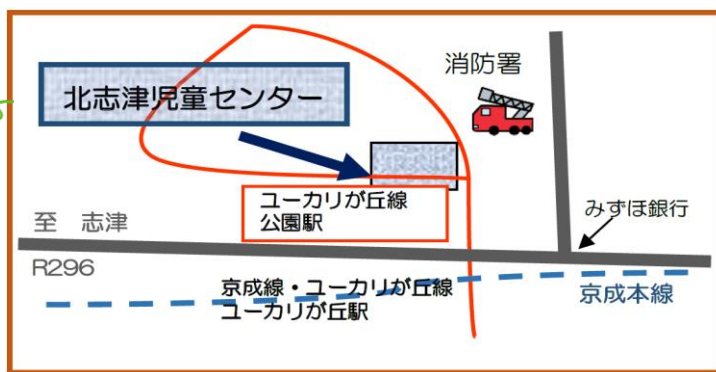 消防署
北志津児童センター
ユーカリが丘線
公園駅
みずほ銀行
至　志津
R296
京成線・ユーカリが丘線
ユーカリが丘駅
京成本線